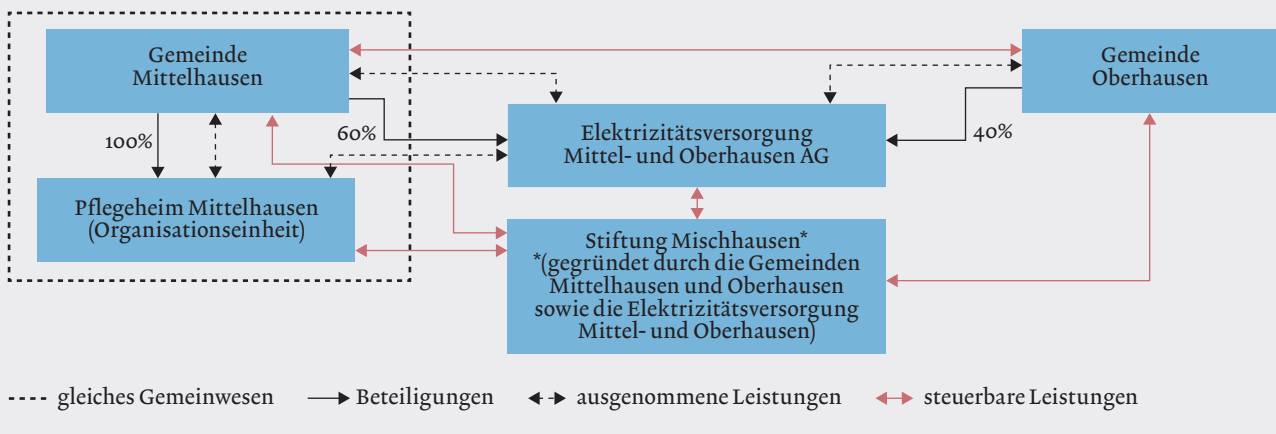 Gemeinde
Mittelhausen
Gemeinde
Oberhausen
100%
60%
Elektrizitätsversorgung
Mittel- und Oberhausen AG
40%
Pflegeheim Mittelhausen
(Organisationseinheit)
Stiftung Mischhausen*
*(gegründet durch die Gemeinden
Mittelhausen und Oberhausen
sowie die Elektrizitätsversorgung
Mittel- und Oberhausen)
gleiches Gemeinwesen
Beteiligungen
ausgenommene Leistungen
steuerbare Leistungen